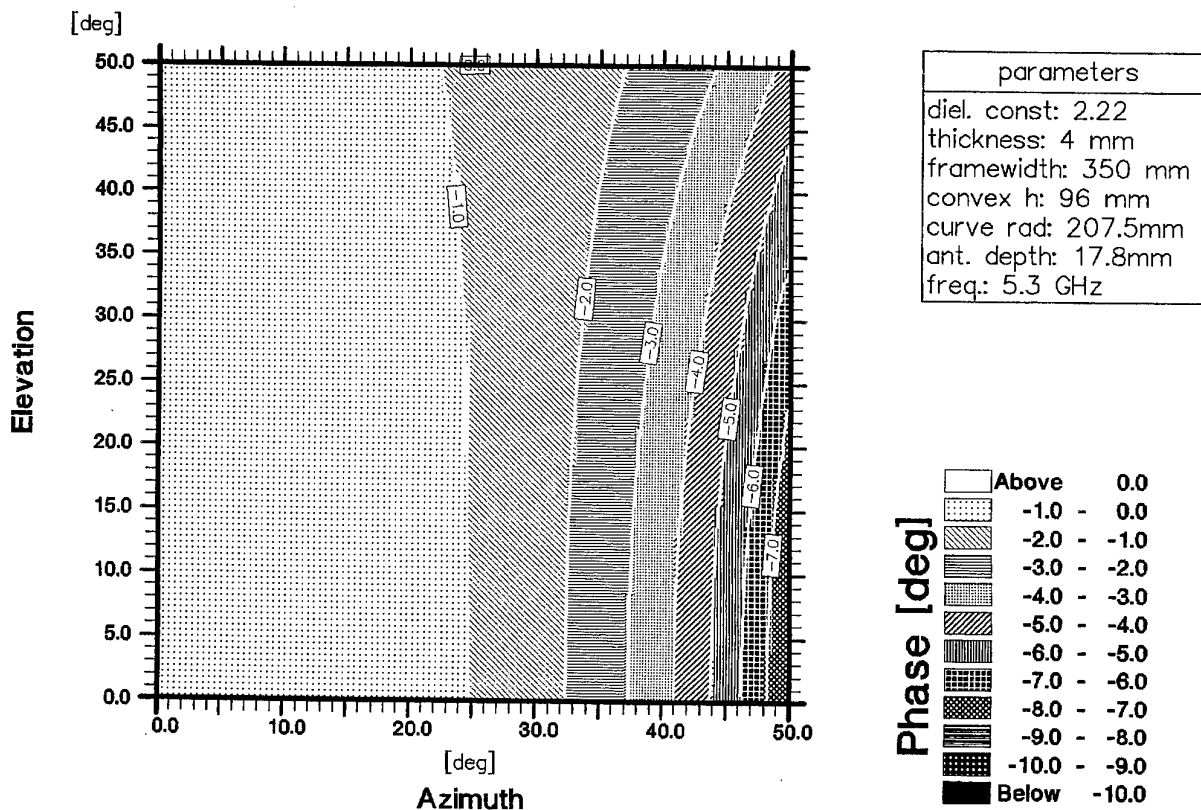 [deg]
50.0
45.0
40.0
35.0
30.0
25.0
20.0
15.0
10.0
5.0
0.0
Elevation
0.0
10.0
20.0
30.0
40.0
50.0
[deg]
Azimuth
-1.0
-2.0
-3.0
-4.0
-5.0
-6.0
-7.0
parameters
diel. const: 2.22
thickness: 4 mm
framewidth: 350 mm
convex h: 96 mm
curve rad: 207.5mm
ant. depth: 17.8mm
freq.: 5.3 GHz
Phase [deg]
Above 0.0
-1.0 - 0.0
-2.0 - -1.0
-3.0 - -2.0
-4.0 - -3.0
-5.0 - -4.0
-6.0 - -5.0
-7.0 - -6.0
-8.0 - -7.0
-9.0 - -8.0
-10.0 - -9.0
Below -10.0